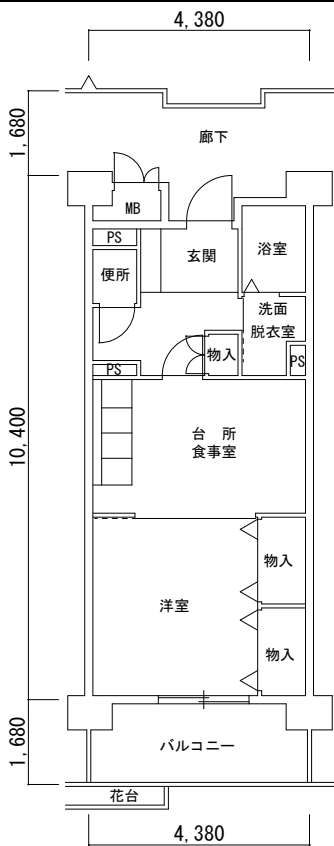 4,380
1,680
廊下
MB
PS
玄関
浴室
便所
洗面
脱衣室
物入
PS
PS
台 所
食事室
10,400
物入
洋室
物入
1,680
バルコニー
花台
4,380